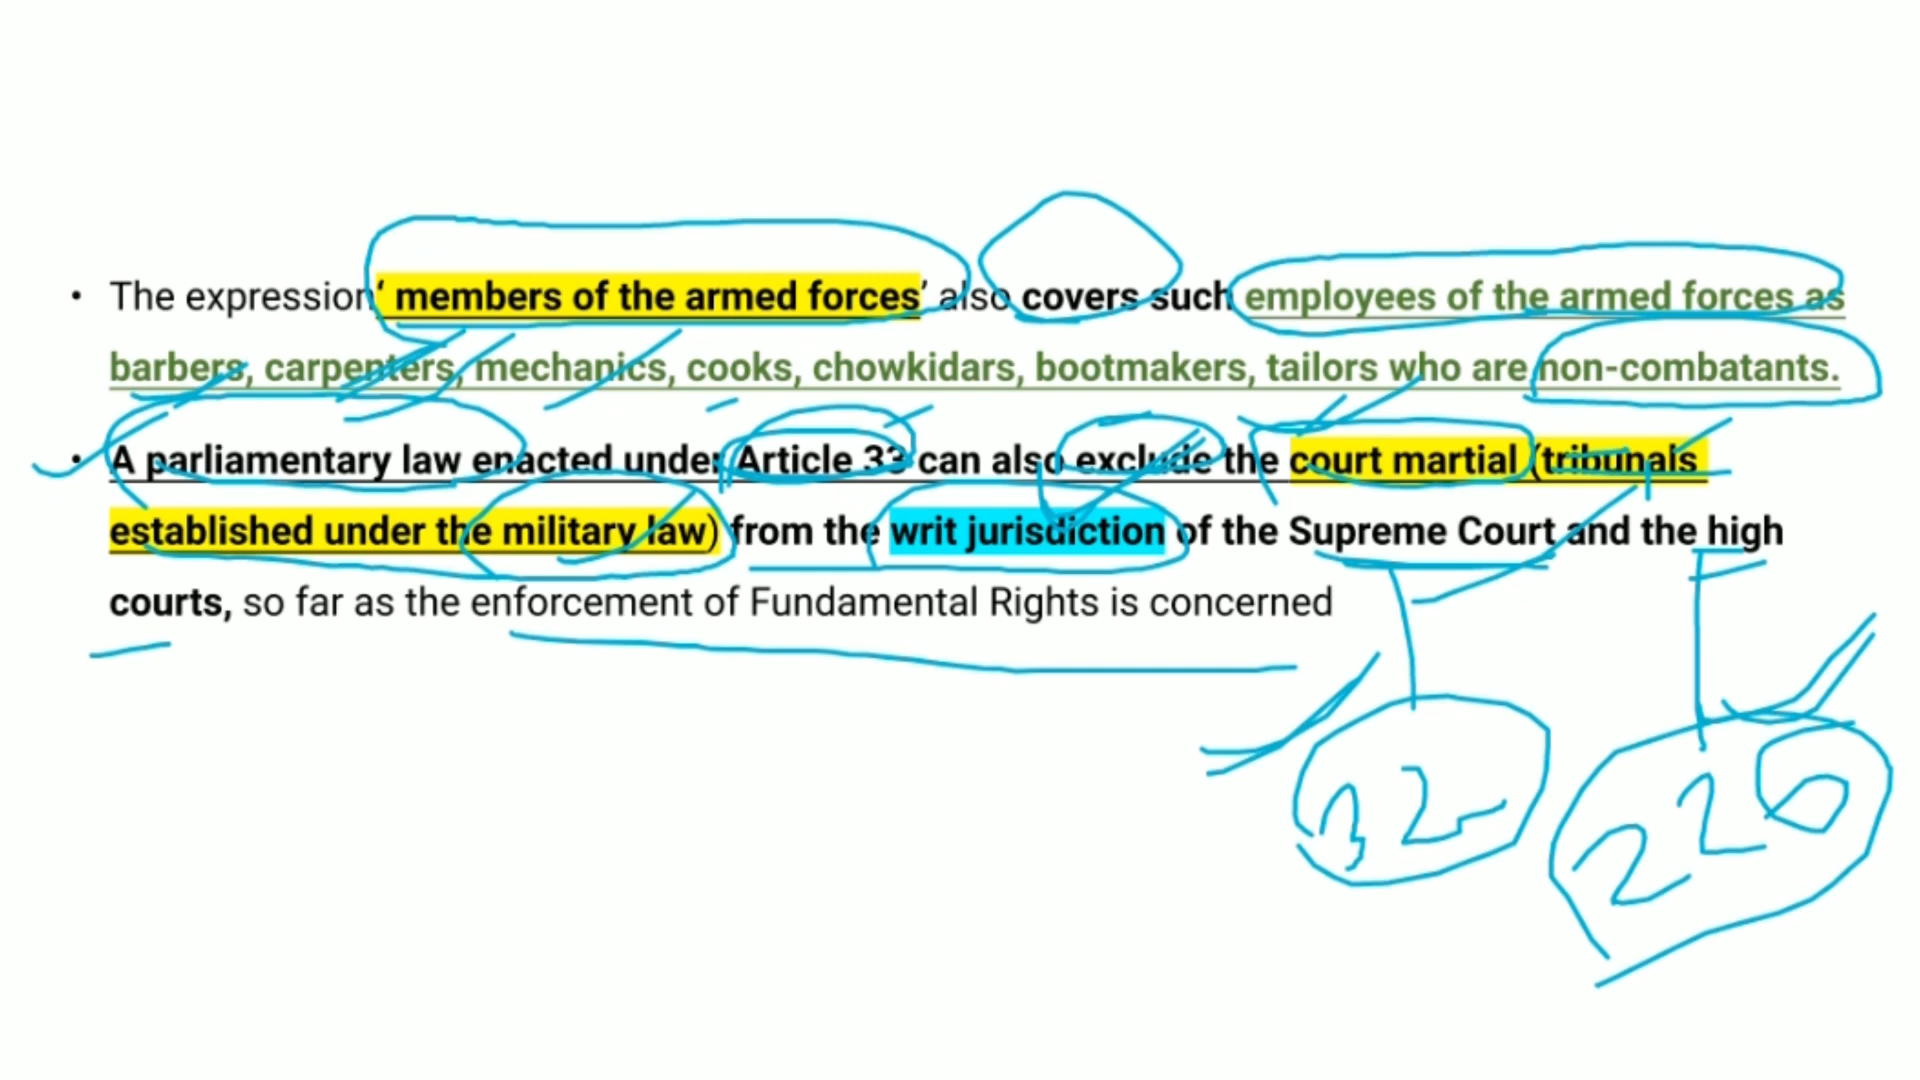 • The expression ‘ members of the armed forces’ also covers such employees of the armed forces as
barbers, carpenters, mechanics, cooks, chowkidars, bootmakers, tailors who are non-combatants.
• A parliamentary law enacted under Article 33 can also exclude the court martial (tribunals
established under the military law) from the writ jurisdiction of the Supreme Court and the high
courts, so far as the enforcement of Fundamental Rights is concerned
32
226